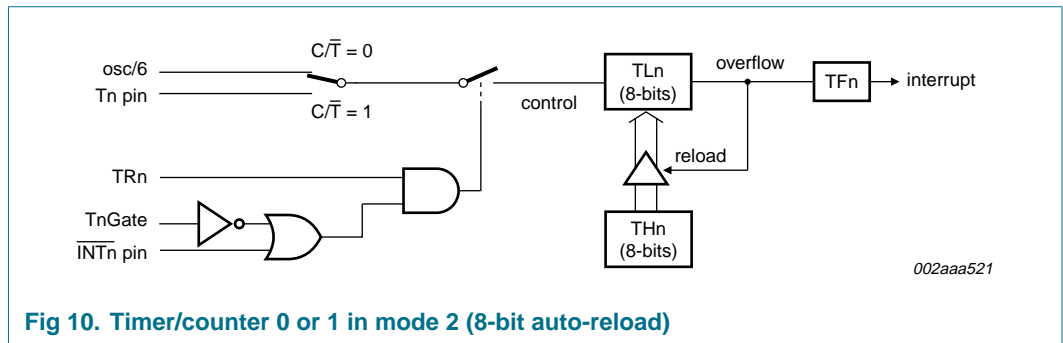 C/T̅ = 0
osc/6
Tn pin
C/T̅ = 1
control
TLn
(8-bits)
overflow
TFn
interrupt
reload
TRn
TnGate
I̅N̅T̅n̅ pin
THn
(8-bits)
002aaa521
Fig 10. Timer/counter 0 or 1 in mode 2 (8-bit auto-reload)